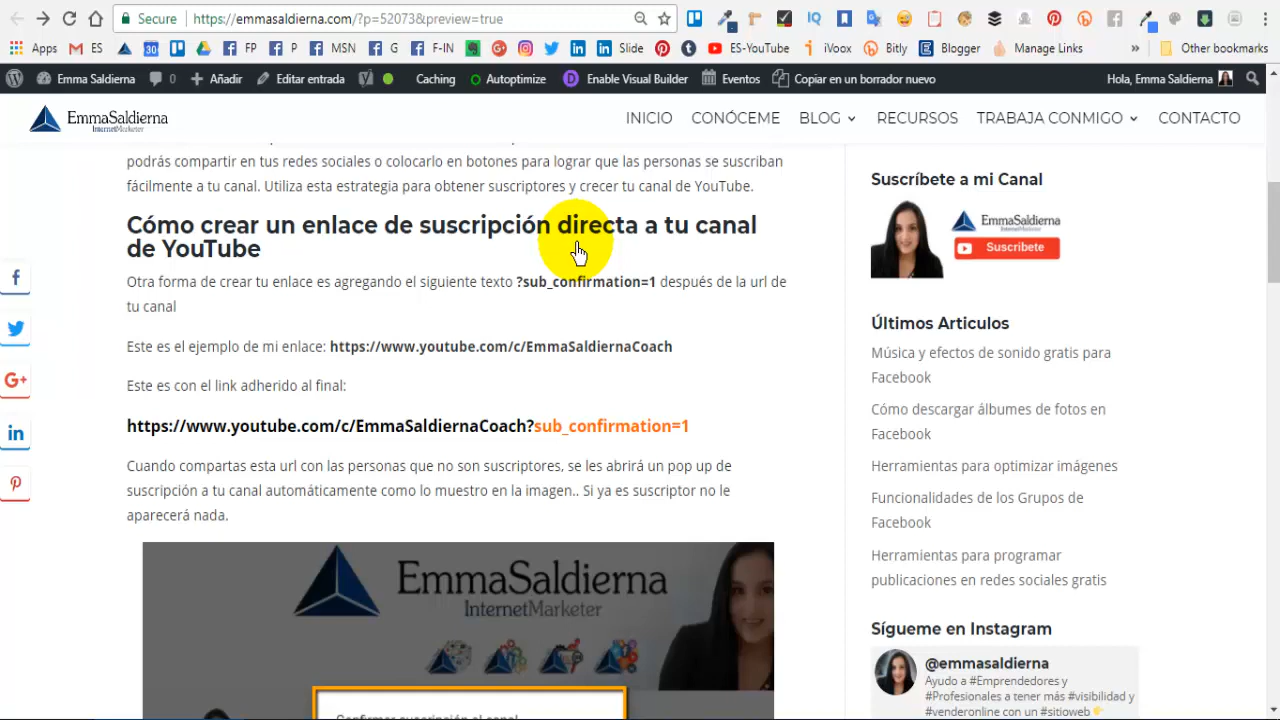 Secure https://emmasaldierna.com/?p=52073&preview=true
Apps ES FP P MSN G F-IN Slide ES-YouTube iVoox Bitly Blogger Manage Links » Other bookmarks
Emma Saldierna 0 Añadir Editar entrada Caching Autoptimize Enable Visual Builder Eventos Copiar en un borrador nuevo Hola, Emma Saldierna
EmmaSaldierna
InternetMarketer
INICIO CONÓCEME BLOG RECURSOS TRABAJA CONMIGO CONTACTO
podrás compartir en tus redes sociales o colocarlo en botones para lograr que las personas se suscriban
fácilmente a tu canal. Utiliza esta estrategia para obtener suscriptores y crecer tu canal de YouTube.
Cómo crear un enlace de suscripción directa a tu canal
de YouTube
Otra forma de crear tu enlace es agregando el siguiente texto ?sub_confirmation=1 después de la url de
tu canal
Este es el ejemplo de mi enlace: https://www.youtube.com/c/EmmaSaldiernaCoach
Este es con el link adherido al final:
https://www.youtube.com/c/EmmaSaldiernaCoach?sub_confirmation=1
Cuando compartas esta url con las personas que no son suscriptores, se les abrirá un pop up de
suscripción a tu canal automáticamente como lo muestro en la imagen.. Si ya es suscriptor no le
aparecerá nada.
EmmaSaldierna
InternetMarketer
Confirmar suscripción al canal
Suscríbete a mi Canal
EmmaSaldierna
InternetMarketer
Suscribete
Últimos Articulos
Música y efectos de sonido gratis para
Facebook
Cómo descargar álbumes de fotos en
Facebook
Herramientas para optimizar imágenes
Funcionalidades de los Grupos de
Facebook
Herramientas para programar
publicaciones en redes sociales gratis
Sígueme en Instagram
@emmasaldierna
Ayudo a #Emprendedores y
#Profesionales a tener más #visibilidad y
#venderonline con un #sitioweb